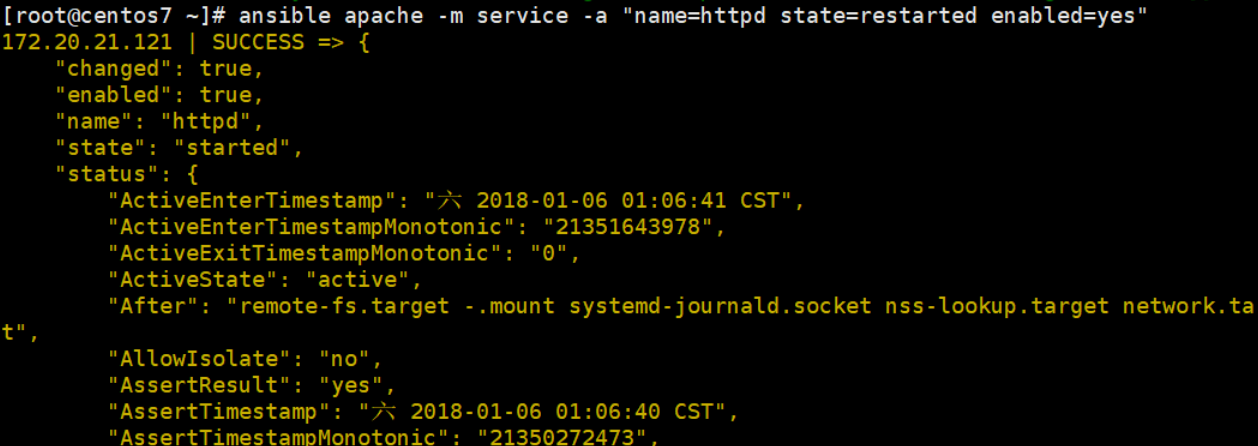 [root@centos7 ~]# ansible apache -m service -a "name=httpd state=restarted enabled=yes"
172.20.21.121 | SUCCESS => {
    "changed": true,
    "enabled": true,
    "name": "httpd",
    "state": "started",
    "status": {
        "ActiveEnterTimestamp": "六 2018-01-06 01:06:41 CST",
        "ActiveEnterTimestampMonotonic": "21351643978",
        "ActiveExitTimestampMonotonic": "0",
        "ActiveState": "active",
        "After": "remote-fs.target -.mount systemd-journald.socket nss-lookup.target network.ta
t",
        "AllowIsolate": "no",
        "AssertResult": "yes",
        "AssertTimestamp": "六 2018-01-06 01:06:40 CST",
        "AssertTimestampMonotonic": "21350272473",